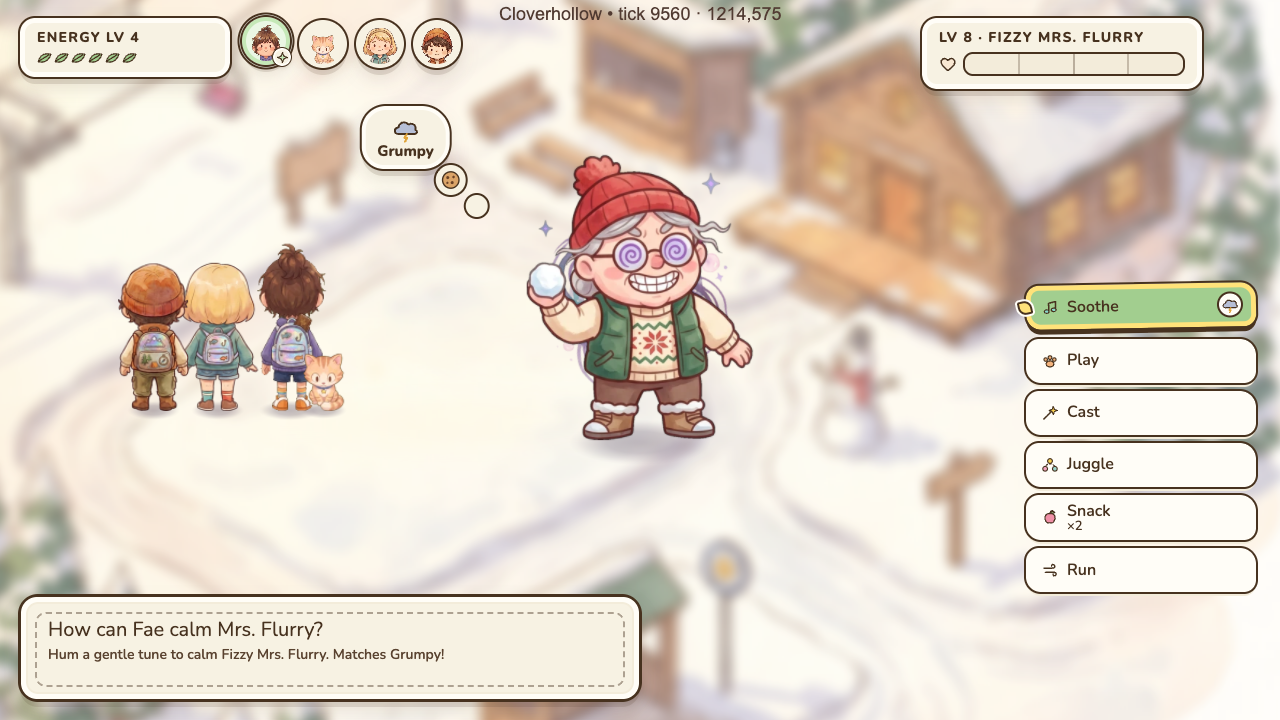 Cloverhollow • tick 9560 · 1214,575
ENERGY LV 4
LV 8 · FIZZY MRS. FLURRY
Grumpy
Soothe
Play
Cast
Juggle
Snack
×2
Run
How can Fae calm Mrs. Flurry?
Hum a gentle tune to calm Fizzy Mrs. Flurry. Matches Grumpy!